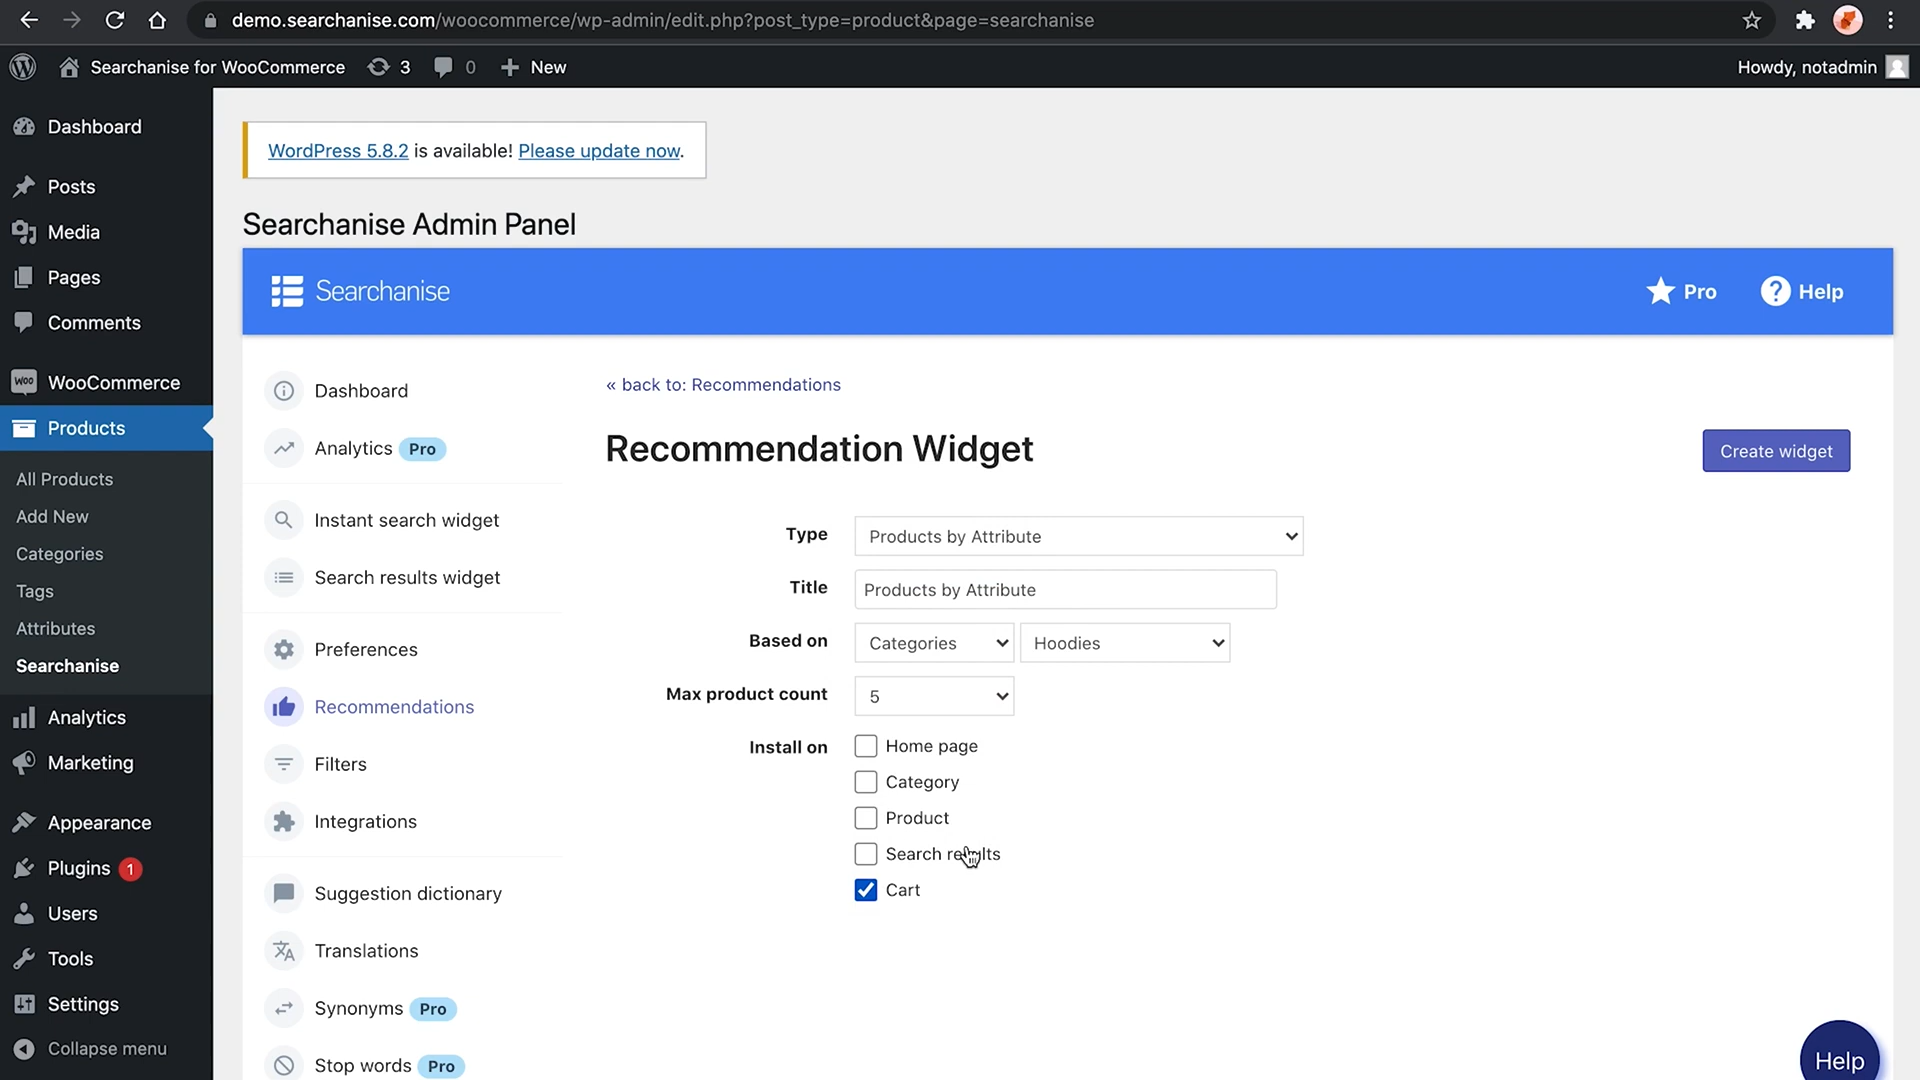 demo.searchanise.com/woocommerce/wp-admin/edit.php?post_type=product&page=searchanise
Searchanise for WooCommerce 3 0 New
Howdy, notadmin
Dashboard
Posts
Media
Pages
Comments
WOO WooCommerce
Products
All Products
Add New
Categories
Tags
Attributes
Searchanise
Analytics
Marketing
Appearance
Plugins 1
Users
Tools
Settings
Collapse menu
WordPress 5.8.2 is available! Please update now.
Searchanise Admin Panel
Searchanise
Pro
? Help
Dashboard
Analytics Pro
Instant search widget
Search results widget
Preferences
Recommendations
Filters
Integrations
Suggestion dictionary
Translations
Synonyms Pro
Stop words Pro
« back to: Recommendations
Recommendation Widget
Create widget
Type Products by Attribute
Title Products by Attribute
Based on Categories Hoodies
Max product count 5
Install on Home page
Category
Product
Search results
Cart
Help